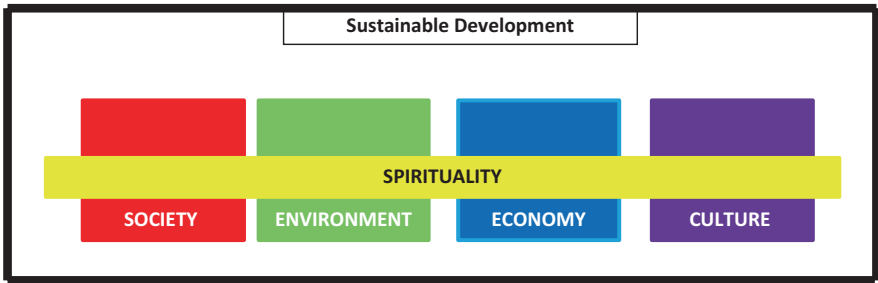 Sustainable Development
SPIRITUALITY
SOCIETY ENVIRONMENT ECONOMY CULTURE